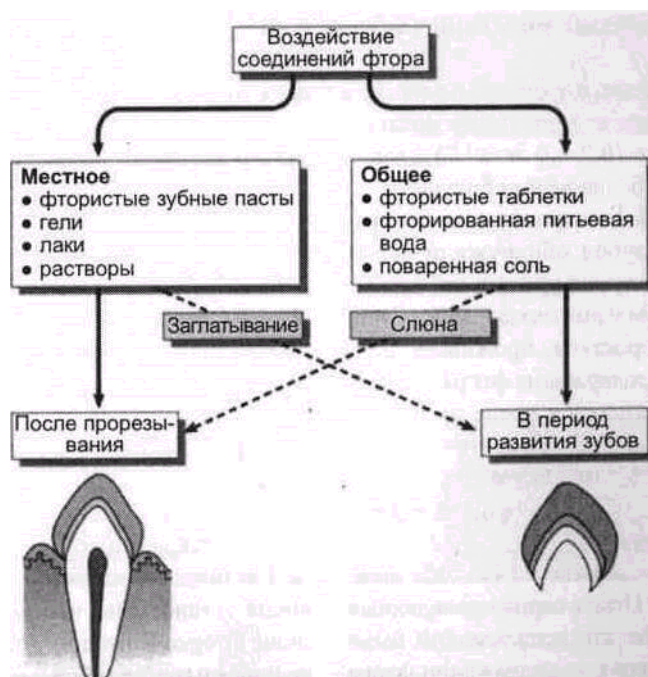 Воздействие
соединений фтора
Местное
• фтористые зубные пасты
• гели
• лаки
• растворы
Общее
• фтористые таблетки
• фторированная питьевая
вода
• поваренная соль
Заглатывание
Слюна
После прорезы-
вания
В период
развития зубов